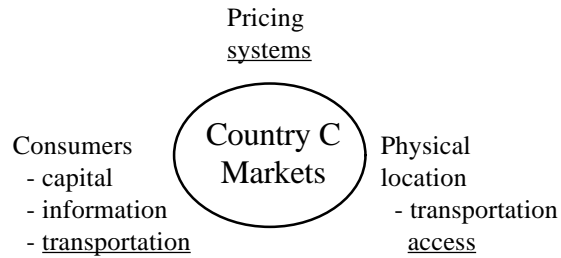 Pricing
systems
Country C
Markets
Consumers
- capital
- information
- transportation
Physical
location
- transportation
access